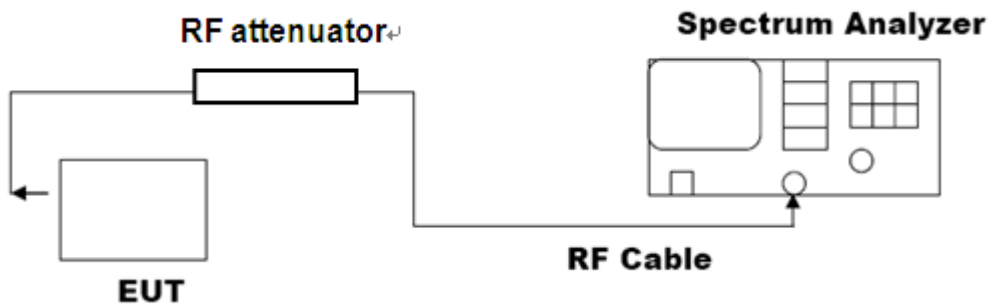 RF attenuator↵
Spectrum Analyzer
RF Cable
EUT